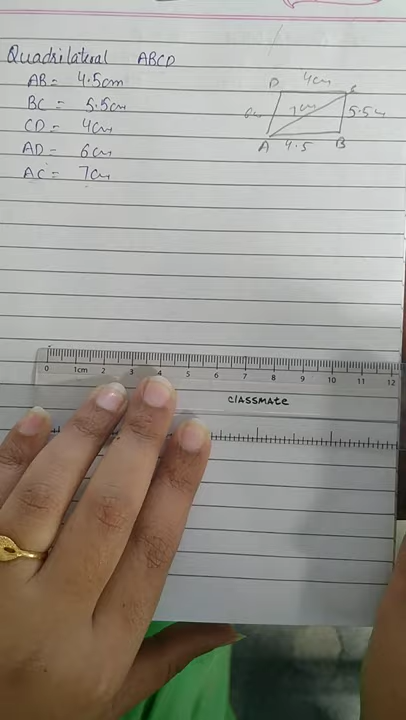 Quadrilateral ABCD
AB = 4.5cm
BC = 5.5cm
CD = 4cm
AD = 6cm
AC = 7cm
D 4cm C
7cm 5.5cm
A 4.5 B
0 1cm 2 3 4 5 6 7 8 9 10 11 12
CLASSMATE